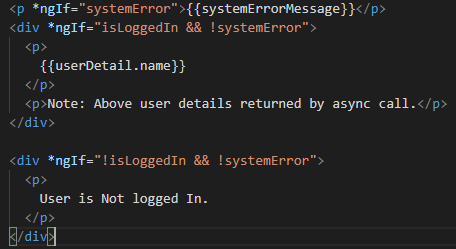 <p *ngIf="systemError">{{systemErrorMessage}}</p>
<div *ngIf="isLoggedIn && !systemError">
  <p>
    {{userDetail.name}}
  </p>
  <p>Note: Above user details returned by async call.</p>
</div>

<div *ngIf="!isLoggedIn && !systemError">
  <p>
    User is Not logged In.
  </p>
</div>